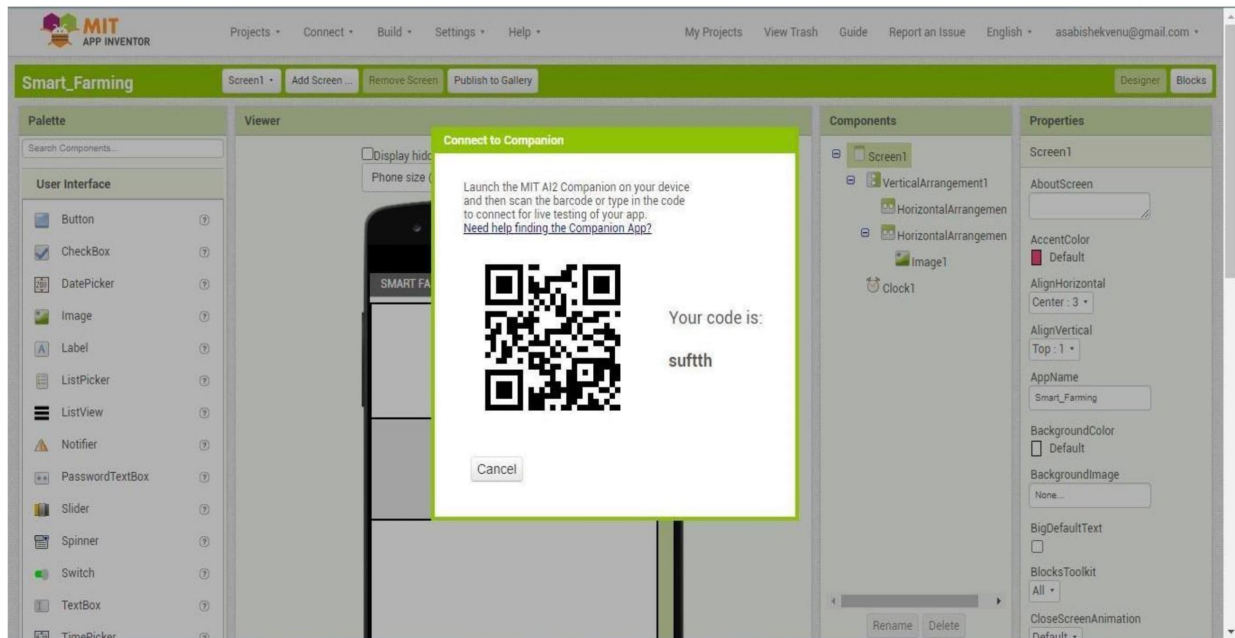 MIT
APP INVENTOR
Projects
Connect
Build
Settings
Help
My Projects
View Trash
Guide
Report an Issue
English
asabishekvenu@gmail.com
Smart_Farming
Screen1
Add Screen ...
Remove Screen
Publish to Gallery
Designer
Blocks
Palette
Search Components...
User Interface
Button
CheckBox
DatePicker
Image
Label
ListPicker
ListView
Notifier
PasswordTextBox
Slider
Spinner
Switch
TextBox
TimePicker
Viewer
Display hidd
Phone size (
SMART FA
Connect to Companion
Launch the MIT AI2 Companion on your device
and then scan the barcode or type in the code
to connect for live testing of your app.
Need help finding the Companion App?
Your code is:
suftth
Cancel
Components
Screen1
VerticalArrangement1
HorizontalArrangemen
HorizontalArrangemen
Image1
Clock1
Rename
Delete
Properties
Screen1
AboutScreen
AccentColor
Default
AlignHorizontal
Center : 3
AlignVertical
Top : 1
AppName
Smart_Farming
BackgroundColor
Default
BackgroundImage
None...
BigDefaultText
BlocksToolkit
All
CloseScreenAnimation
Default